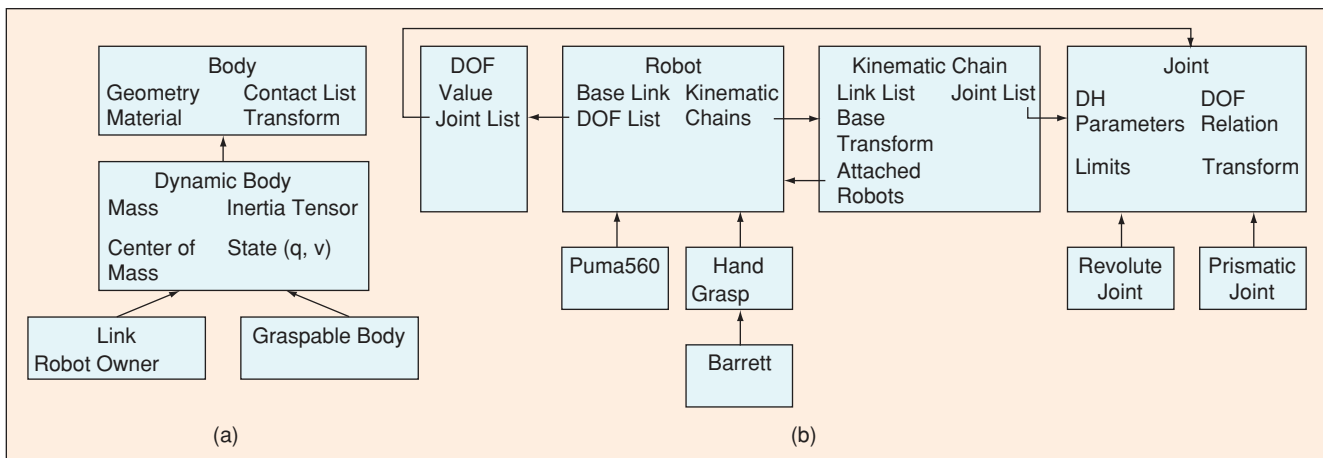 Body
Geometry Contact List
Material Transform
Dynamic Body
Mass Inertia Tensor
Center of State (q, v)
Mass
Link
Robot Owner
Graspable Body
(a)
DOF
Value
Joint List
Robot
Base Link Kinematic
DOF List Chains
Kinematic Chain
Link List Joint List
Base
Transform
Attached
Robots
Joint
DH DOF
Parameters Relation
Limits Transform
Puma560
Hand
Grasp
Barrett
Revolute
Joint
Prismatic
Joint
(b)